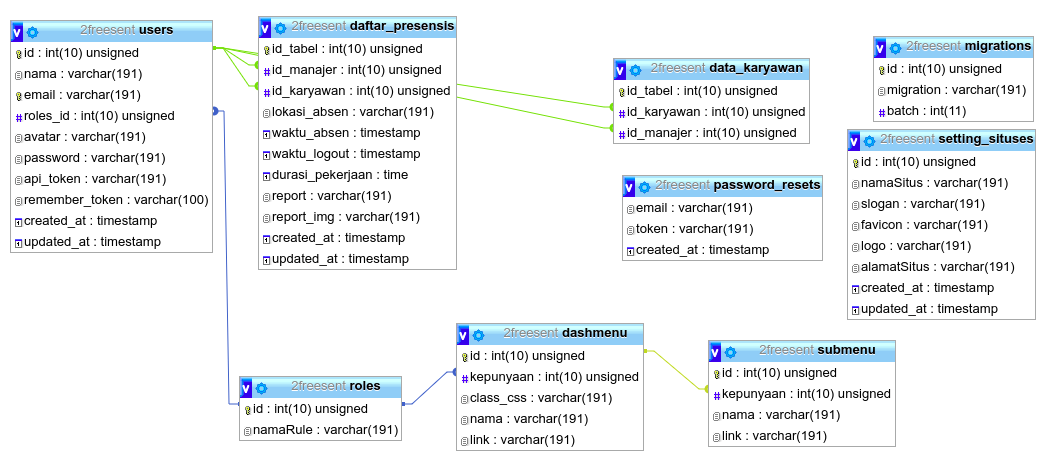 2freesent users
id : int(10) unsigned
nama : varchar(191)
email : varchar(191)
roles_id : int(10) unsigned
avatar : varchar(191)
password : varchar(191)
api_token : varchar(191)
remember_token : varchar(100)
created_at : timestamp
updated_at : timestamp
2freesent daftar_presensis
id_tabel : int(10) unsigned
id_manajer : int(10) unsigned
id_karyawan : int(10) unsigned
lokasi_absen : varchar(191)
waktu_absen : timestamp
waktu_logout : timestamp
durasi_pekerjaan : time
report : varchar(191)
report_img : varchar(191)
created_at : timestamp
updated_at : timestamp
2freesent data_karyawan
id_tabel : int(10) unsigned
id_karyawan : int(10) unsigned
id_manajer : int(10) unsigned
2freesent migrations
id : int(10) unsigned
migration : varchar(191)
batch : int(11)
2freesent setting_situses
id : int(10) unsigned
namaSitus : varchar(191)
slogan : varchar(191)
favicon : varchar(191)
logo : varchar(191)
alamatSitus : varchar(191)
created_at : timestamp
updated_at : timestamp
2freesent password_resets
email : varchar(191)
token : varchar(191)
created_at : timestamp
2freesent roles
id : int(10) unsigned
namaRule : varchar(191)
2freesent dashmenu
id : int(10) unsigned
kepunyaan : int(10) unsigned
class_css : varchar(191)
nama : varchar(191)
link : varchar(191)
2freesent submenu
id : int(10) unsigned
kepunyaan : int(10) unsigned
nama : varchar(191)
link : varchar(191)